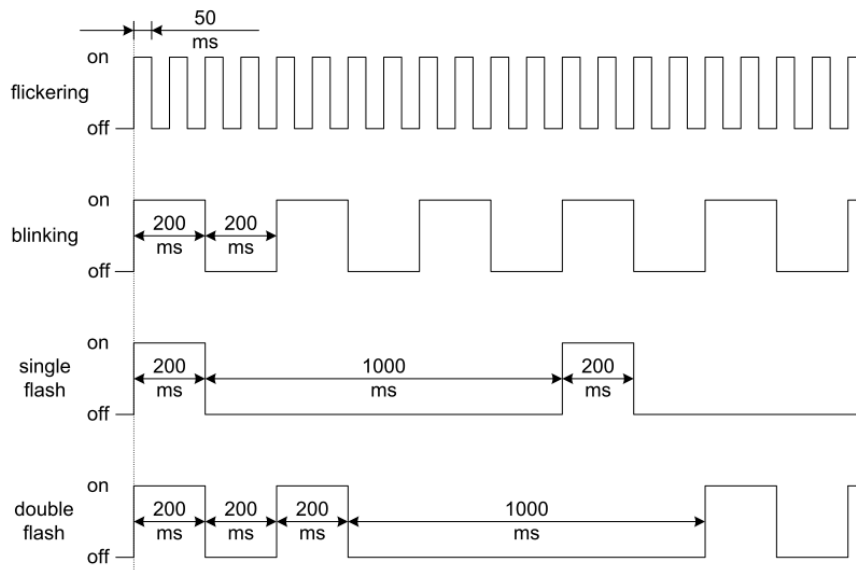 50
ms
on
flickering
off
on
200 200
blinking
ms ms
off
on
single
200 1000 200
flash
ms ms ms
off
on
double
200 200 200 1000
flash
ms ms ms ms
off